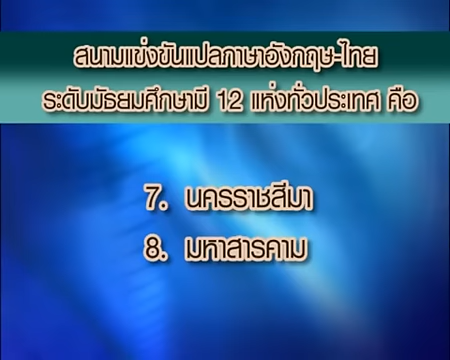 สนามแข่งขันแปลภาษาอังกฤษ-ไทย
ระดับมัธยมศึกษามี 12 แห่งทั่วประเทศ คือ
7. นครราชสีมา
8. มหาสารคาม